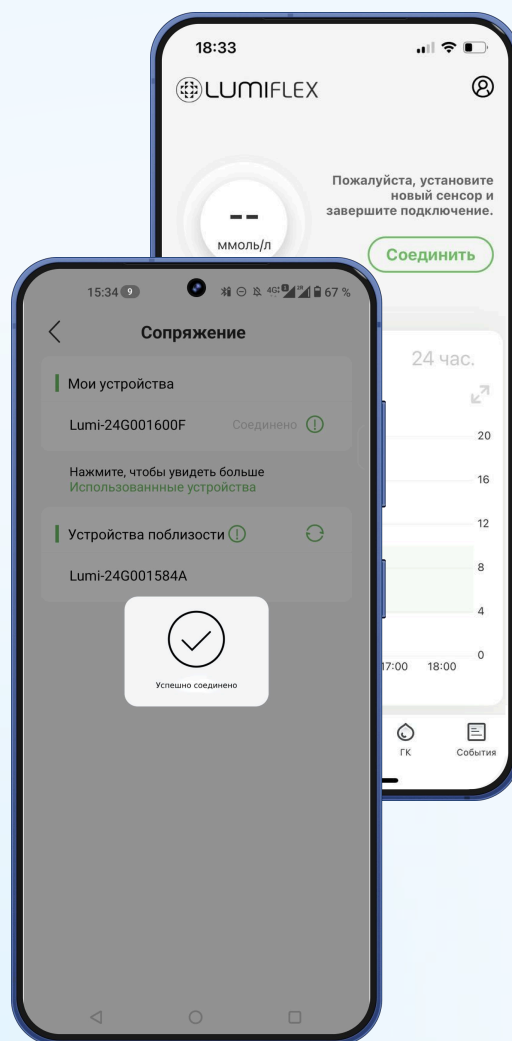 18:33
LUMIFLEX
Пожалуйста, установите
новый сенсор и
завершите подключение.
--
ммоль/л
Соединить
24 час.
20
16
12
8
4
0
17:00 18:00
ГК
События
15:34 9
4G 67 %
Сопряжение
Мои устройства
Lumi-24G001600F Соединено
Нажмите, чтобы увидеть больше
Использованнные устройства
Устройства поблизости
Lumi-24G001584A
Успешно соединено